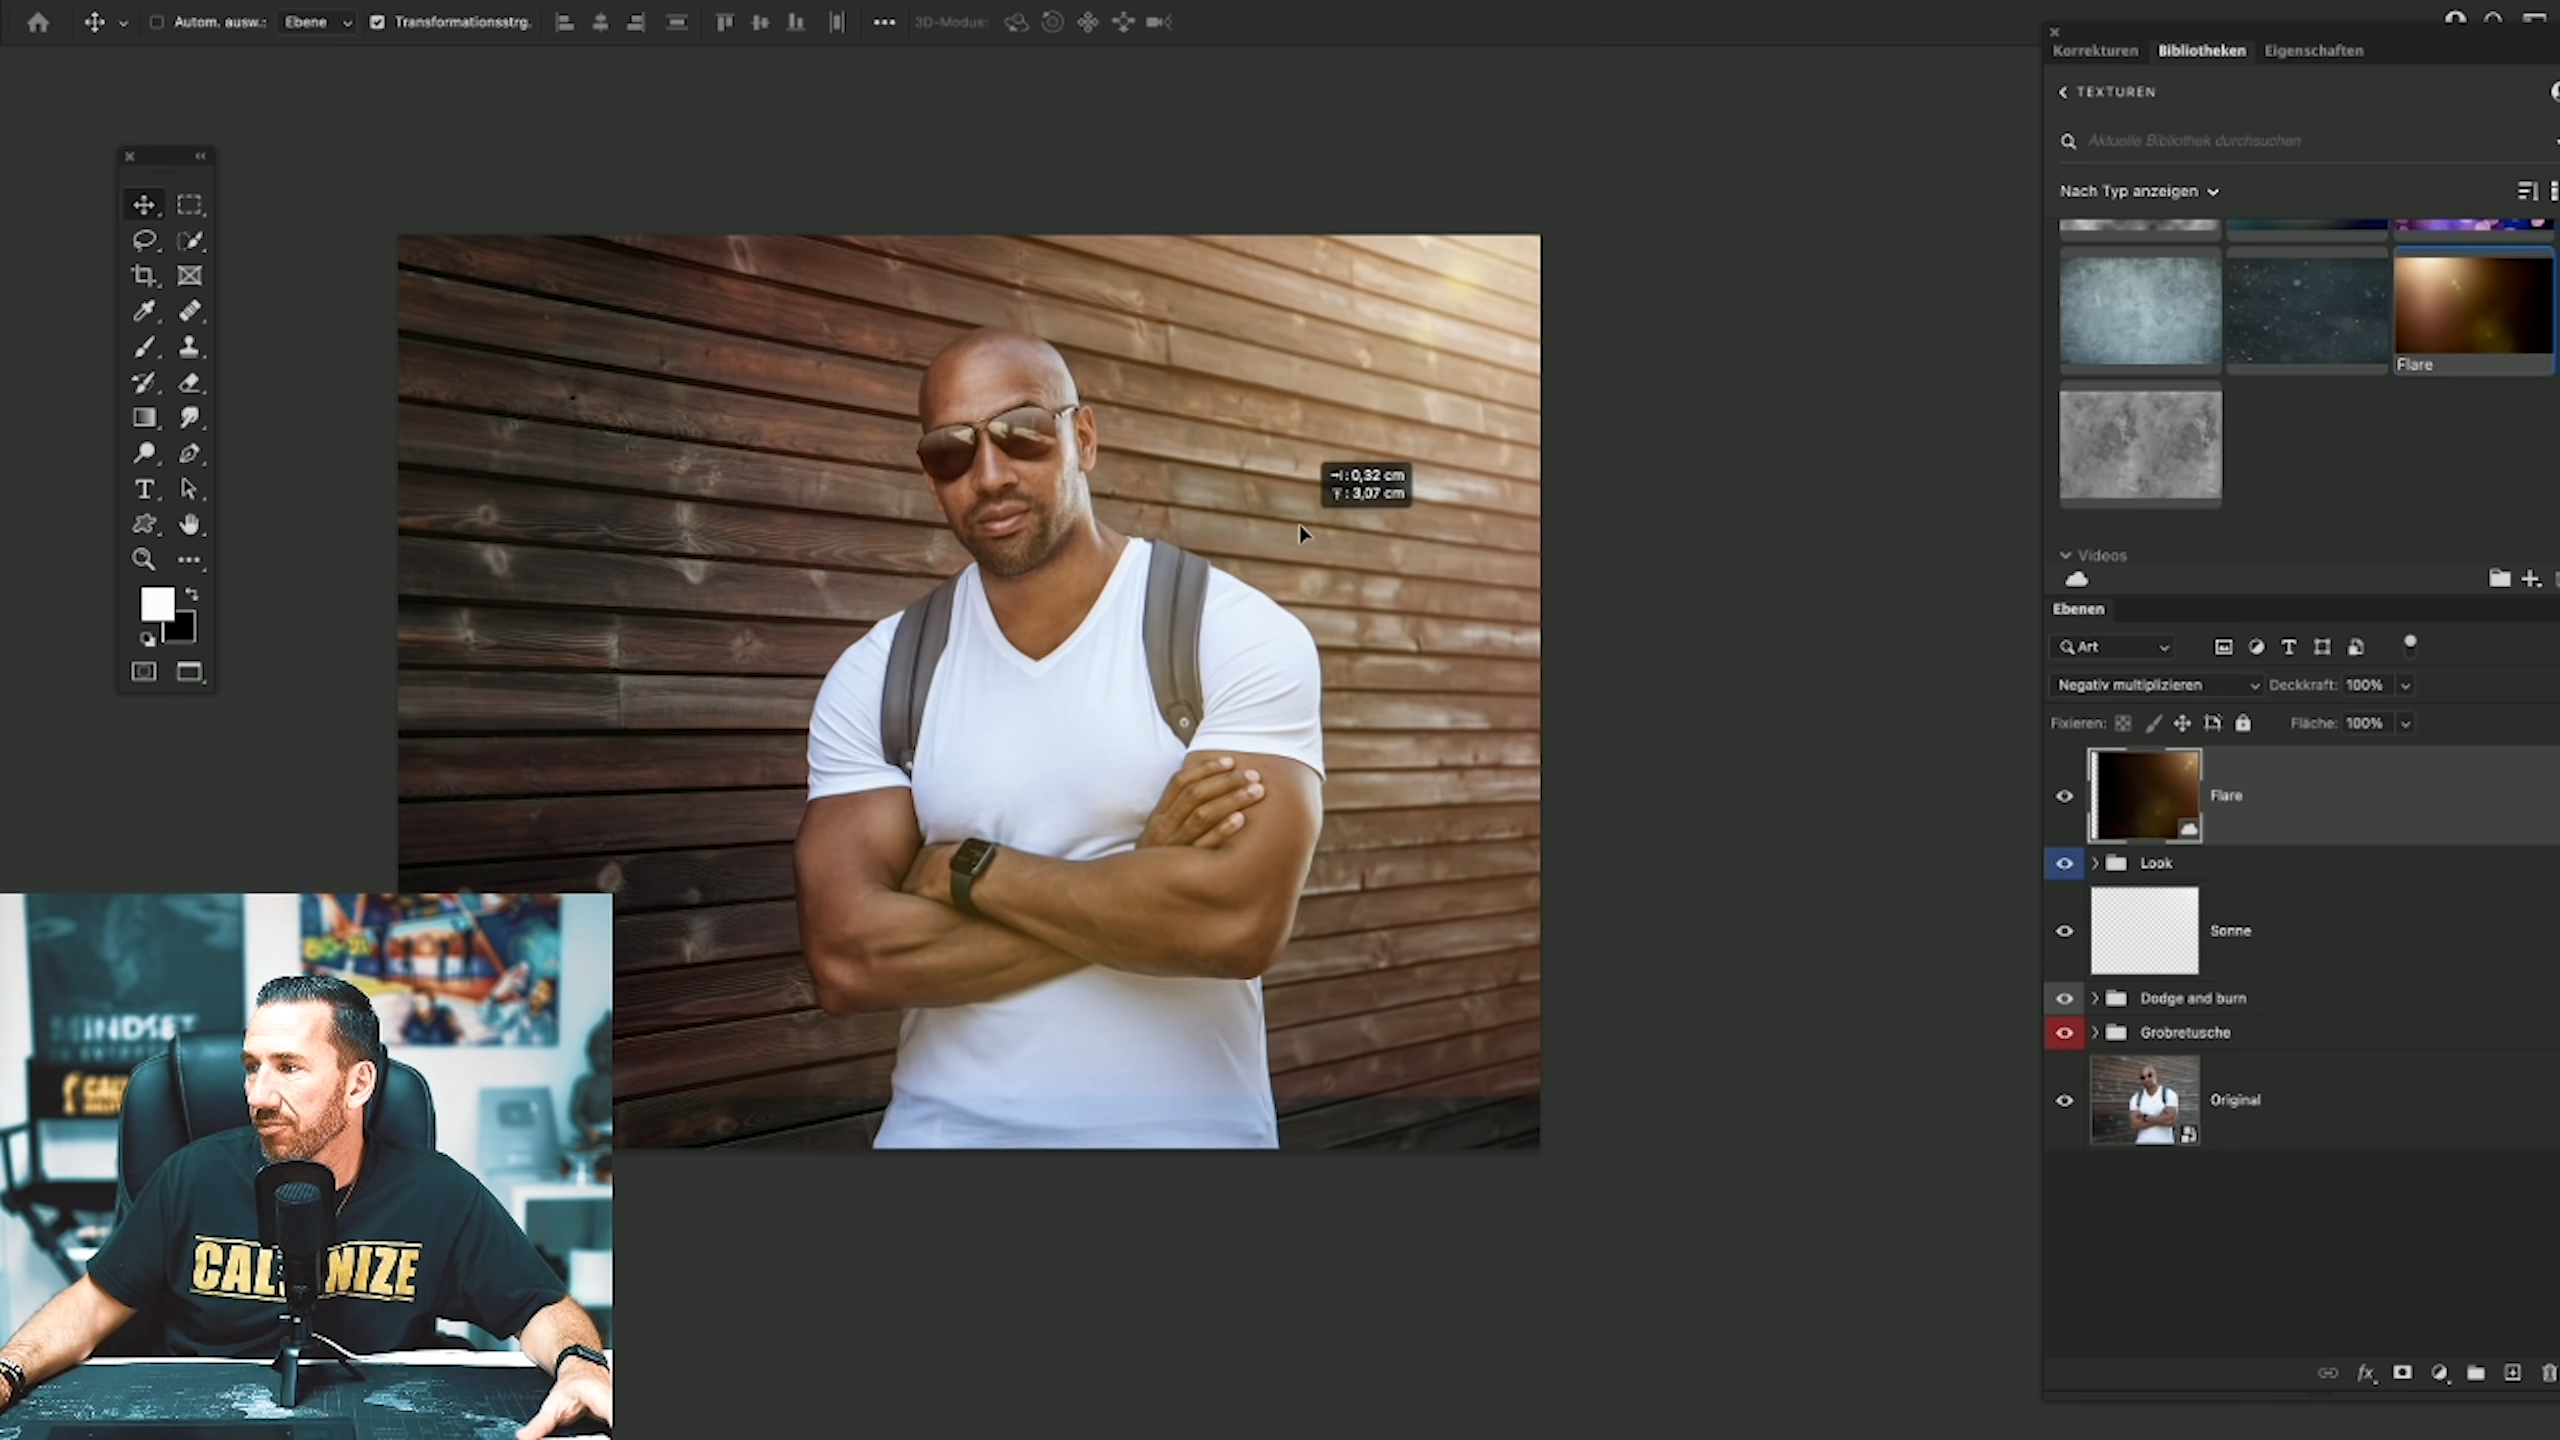 Autom. ausw.: Ebene Transformationsstrg. 3D-Modus:
Korrekturen Bibliotheken Eigenschaften
TEXTUREN
Aktuelle Bibliothek durchsuchen
Nach Typ anzeigen
Flare
→|: 0,32 cm
: 3,07 cm
Videos
Ebenen
Art
Negativ multiplizieren Deckkraft: 100%
Fixieren: Fläche: 100%
Flare
Look
Sonne
Dodge and burn
Grobretusche
Original
fx
MINDSET